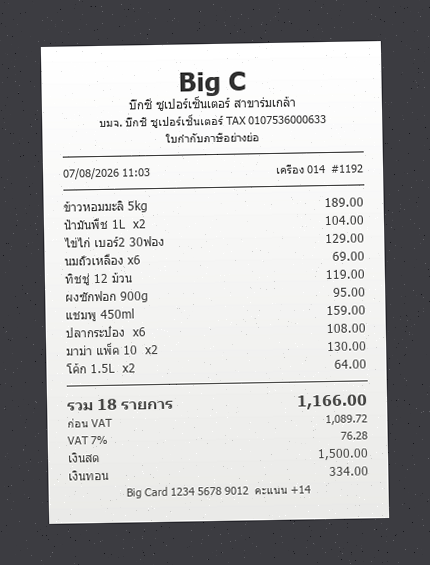 Big C
บิ๊กซี ซูเปอร์เซ็นเตอร์ สาขาร่มเกล้า
บมจ. บิ๊กซี ซูเปอร์เซ็นเตอร์ TAX 0107536000633
ใบกำกับภาษีอย่างย่อ
07/08/2026 11:03 เครื่อง 014 #1192
ข้าวหอมมะลิ 5kg 189.00
น้ำมันพืช 1L x2 104.00
ไข่ไก่ เบอร์2 30ฟอง 129.00
นมถั่วเหลือง x6 69.00
ทิชชู่ 12 ม้วน 119.00
ผงซักฟอก 900g 95.00
แชมพู 450ml 159.00
ปลากระป๋อง x6 108.00
มาม่า แพ็ค 10 x2 130.00
โค้ก 1.5L x2 64.00
รวม 18 รายการ 1,166.00
ก่อน VAT 1,089.72
VAT 7% 76.28
เงินสด 1,500.00
เงินทอน 334.00
Big Card 1234 5678 9012 คะแนน +14